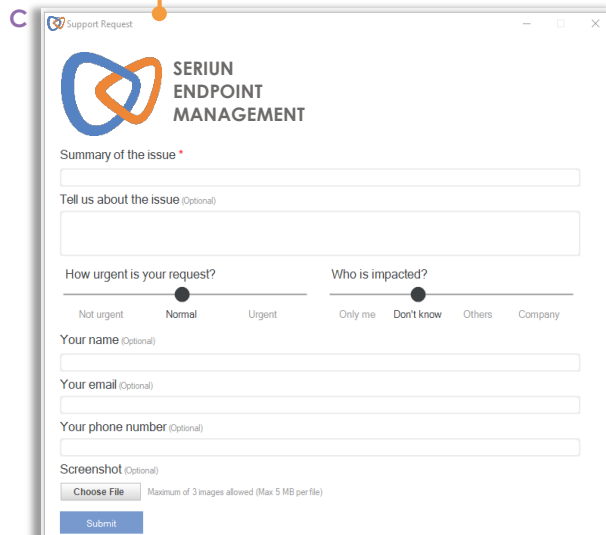 C
Support Request
SERIUN
ENDPOINT
MANAGEMENT
Summary of the issue *
Tell us about the issue (Optional)
How urgent is your request? Who is impacted?
Not urgent Normal Urgent Only me Don't know Others Company
Your name (Optional)
Your email (Optional)
Your phone number (Optional)
Screenshot (Optional)
Choose File Maximum of 3 images allowed (Max 5 MB per file)
Submit